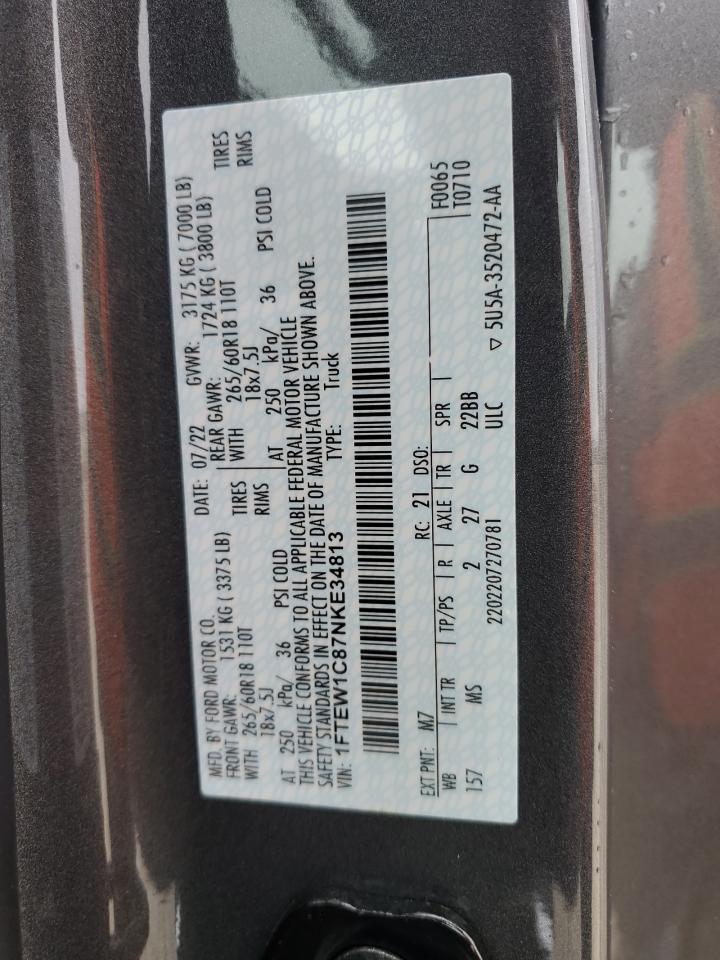 MFD. BY FORD MOTOR CO. DATE: 07/22 GVWR: 3175 KG ( 7000 LB)
FRONT GAWR: 1531 KG ( 3375 LB) REAR GAWR: 1724 KG ( 3800 LB)
WITH 265/60R18 110T TIRES WITH 265/60R18 110T TIRES
18x7.5J RIMS 18x7.5J RIMS
AT 250 kPa/ 36 PSI COLD AT 250 kPa/ 36 PSI COLD
THIS VEHICLE CONFORMS TO ALL APPLICABLE FEDERAL MOTOR VEHICLE
SAFETY STANDARDS IN EFFECT ON THE DATE OF MANUFACTURE SHOWN ABOVE.
VIN: 1FTEW1C87NKE34813 TYPE: Truck
EXT PNT: M7 RC: 21 DSO: F0065
WB INT TR TP/PS R AXLE TR SPR T0710
157 MS 2 27 G 22BB
2202207270781 ULC ▽ 5U5A-3520472-AA